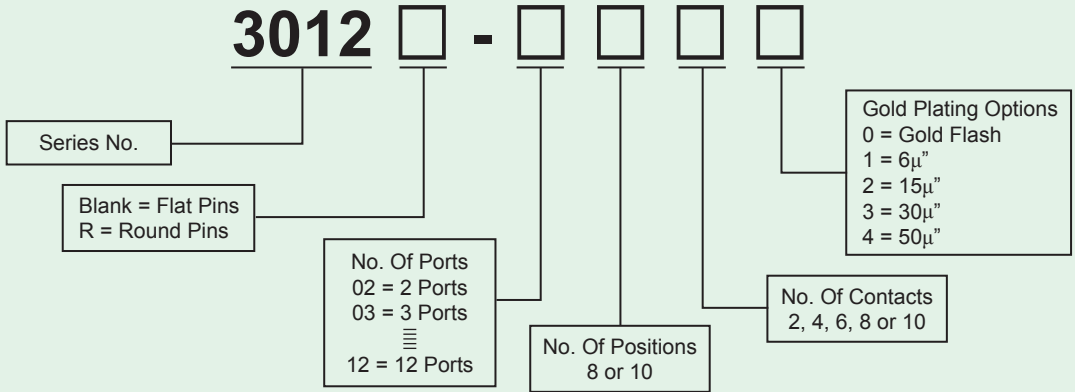 3012 -
Series No.
Blank = Flat Pins
R = Round Pins
No. Of Ports
02 = 2 Ports
03 = 3 Ports
12 = 12 Ports
No. Of Positions
8 or 10
No. Of Contacts
2, 4, 6, 8 or 10
Gold Plating Options
0 = Gold Flash
1 = 6µ”
2 = 15µ”
3 = 30µ”
4 = 50µ”